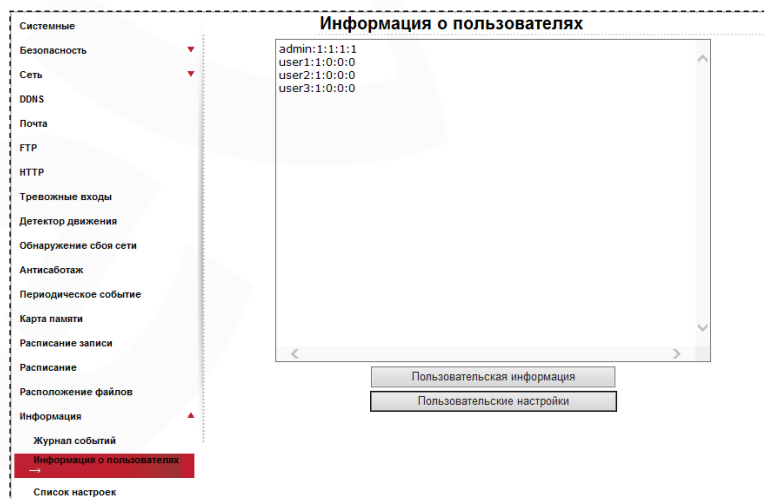 Системные
Безопасность
Сеть
DDNS
Почта
FTP
HTTP
Тревожные входы
Детектор движения
Обнаружение сбоя сети
Антисаботаж
Периодическое событие
Карта памяти
Расписание записи
Расписание
Расположение файлов
Информация
Журнал событий
Информация о пользователях
Список настроек
Информация о пользователях
admin:1:1:1:1
user1:1:0:0:0
user2:1:0:0:0
user3:1:0:0:0
Пользовательская информация
Пользовательские настройки